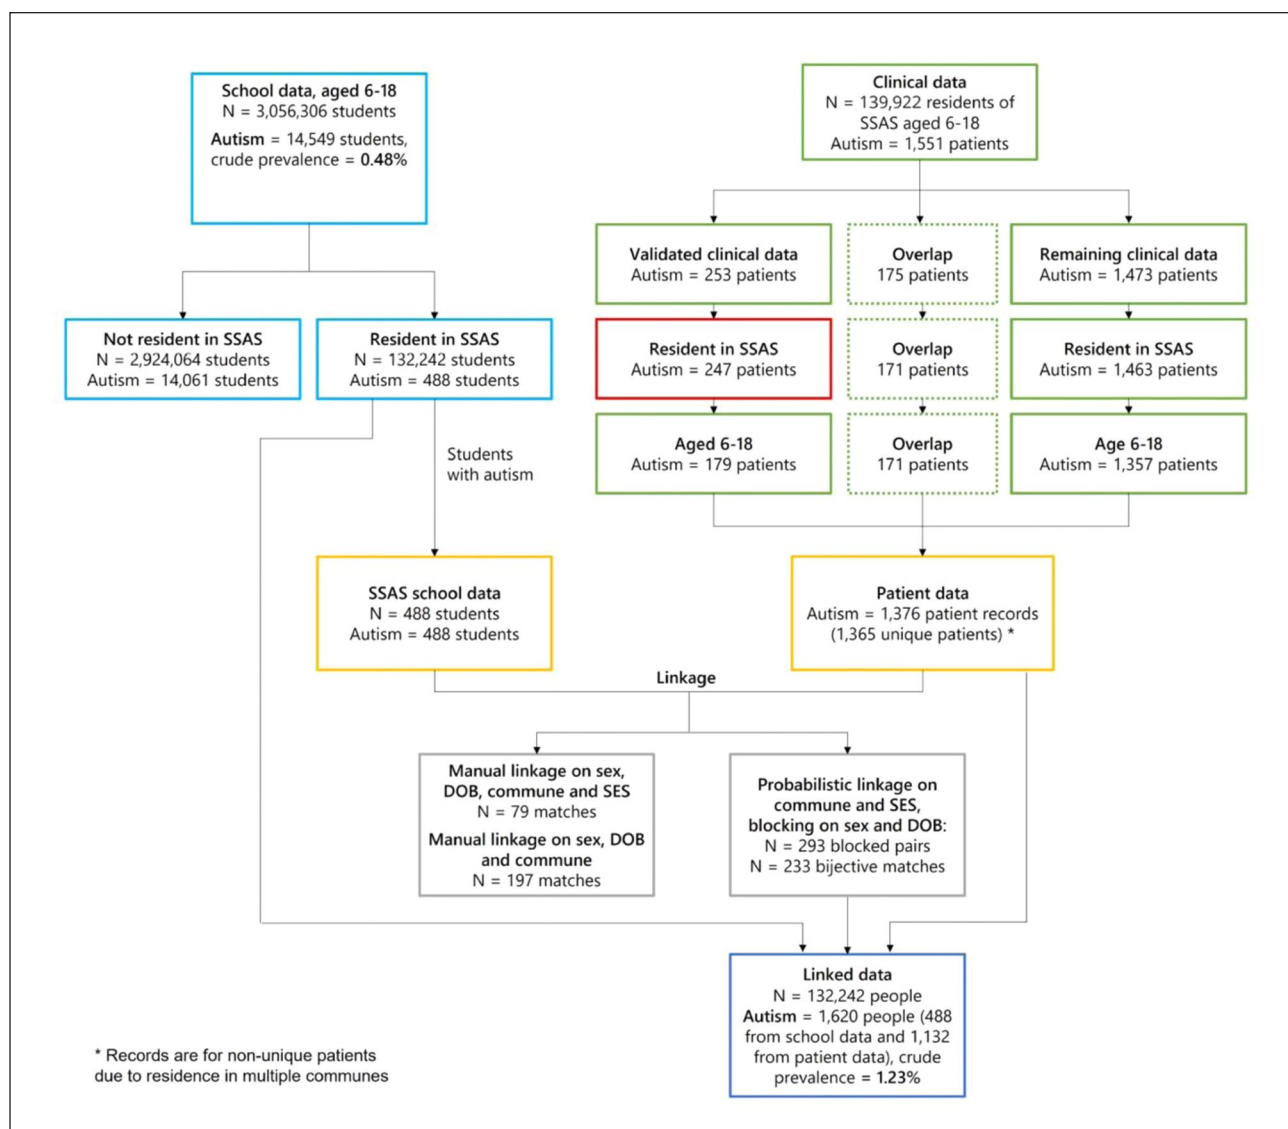 School data, aged 6-18
N = 3,056,306 students
Autism = 14,549 students,
crude prevalence = 0.48%
Clinical data
N = 139,922 residents of
SSAS aged 6-18
Autism = 1,551 patients
Validated clinical data
Autism = 253 patients
Overlap
175 patients
Remaining clinical data
Autism = 1,473 patients
Not resident in SSAS
N = 2,924,064 students
Autism = 14,061 students
Resident in SSAS
N = 132,242 students
Autism = 488 students
Resident in SSAS
Autism = 247 patients
Overlap
171 patients
Resident in SSAS
Autism = 1,463 patients
Students
with autism
Aged 6-18
Autism = 179 patients
Overlap
171 patients
Age 6-18
Autism = 1,357 patients
SSAS school data
N = 488 students
Autism = 488 students
Patient data
Autism = 1,376 patient records
(1,365 unique patients) *
Linkage
Manual linkage on sex,
DOB, commune and SES
N = 79 matches
Manual linkage on sex, DOB
and commune
N = 197 matches
Probabilistic linkage on
commune and SES,
blocking on sex and DOB:
N = 293 blocked pairs
N = 233 bijective matches
Linked data
N = 132,242 people
Autism = 1,620 people (488
from school data and 1,132
from patient data), crude
prevalence = 1.23%
* Records are for non-unique patients
due to residence in multiple communes